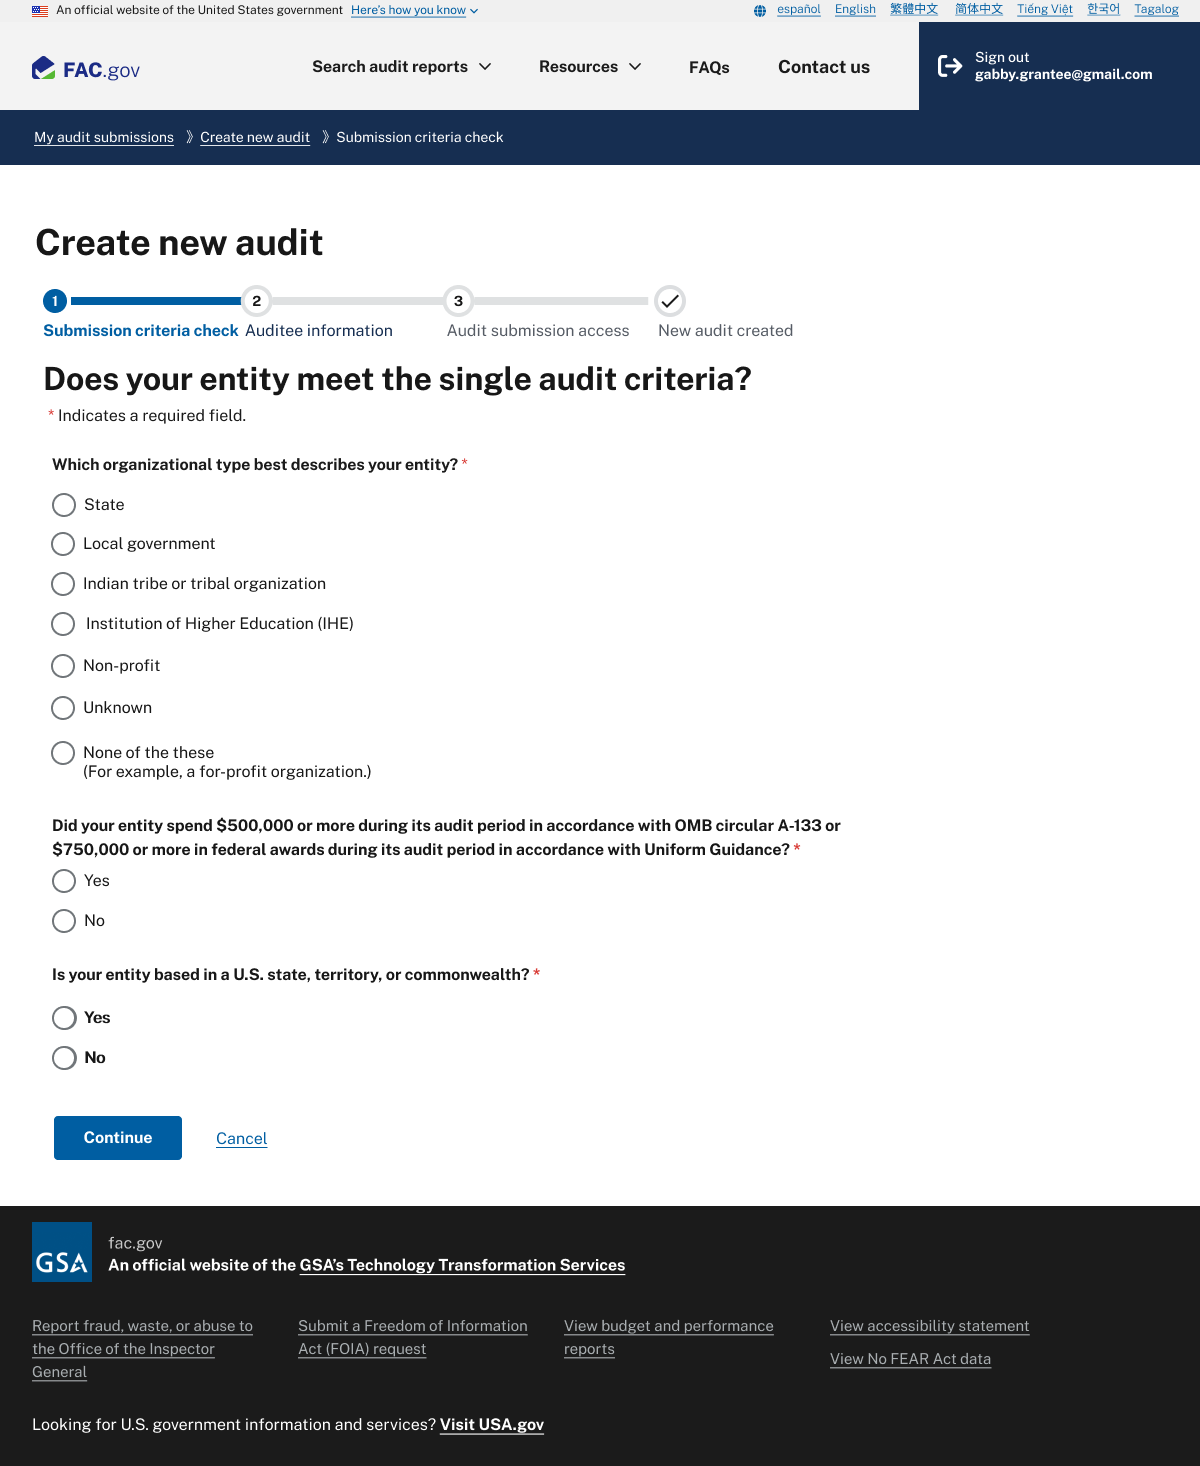 An official website of the United States government Here's how you know
español English 繁體中文 简体中文 Tiếng Việt 한국어 Tagalog
FAC.gov
Search audit reports Resources FAQs Contact us
Sign out
gabby.grantee@gmail.com
My audit submissions Create new audit Submission criteria check
Create new audit
1 2 3
Submission criteria check Auditee information Audit submission access New audit created
Does your entity meet the single audit criteria?
* Indicates a required field.
Which organizational type best describes your entity? *
State
Local government
Indian tribe or tribal organization
Institution of Higher Education (IHE)
Non-profit
Unknown
None of the these
(For example, a for-profit organization.)
Did your entity spend $500,000 or more during its audit period in accordance with OMB circular A-133 or
$750,000 or more in federal awards during its audit period in accordance with Uniform Guidance? *
Yes
No
Is your entity based in a U.S. state, territory, or commonwealth? *
Yes
No
Continue Cancel
GSA
fac.gov
An official website of the GSA's Technology Transformation Services
Report fraud, waste, or abuse to
the Office of the Inspector
General
Submit a Freedom of Information
Act (FOIA) request
View budget and performance
reports
View accessibility statement
View No FEAR Act data
Looking for U.S. government information and services? Visit USA.gov